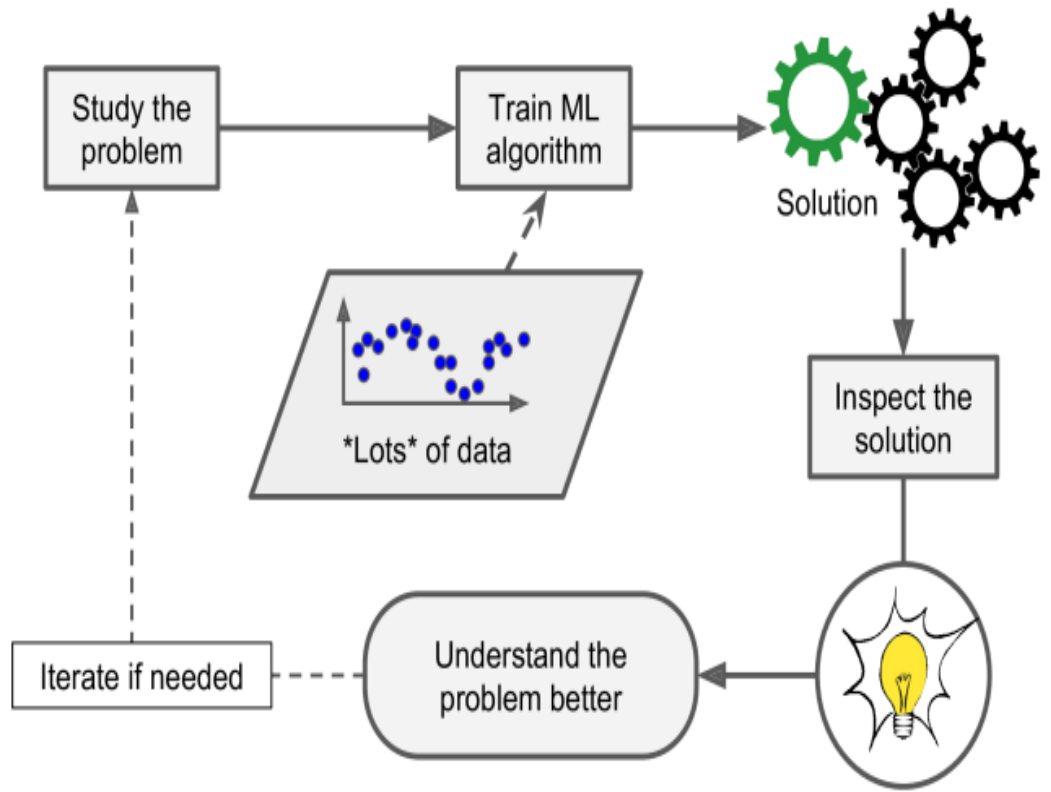 Study the
problem
Train ML
algorithm
Solution
*Lots* of data
Inspect the
solution
Understand the
problem better
Iterate if needed